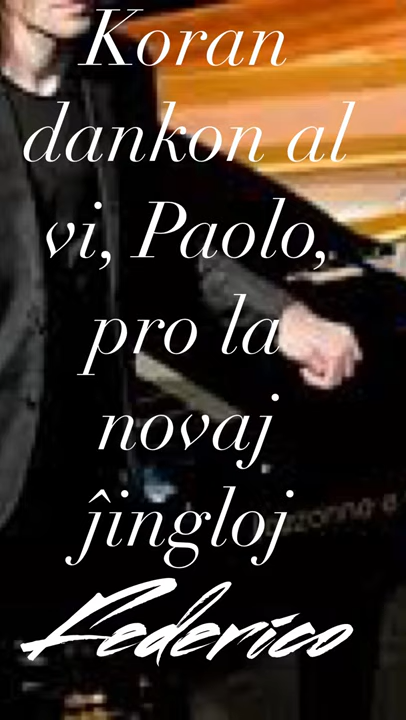 Koran
dankon al
vi, Paolo,
pro la
novaj
ĵingloj
Federico